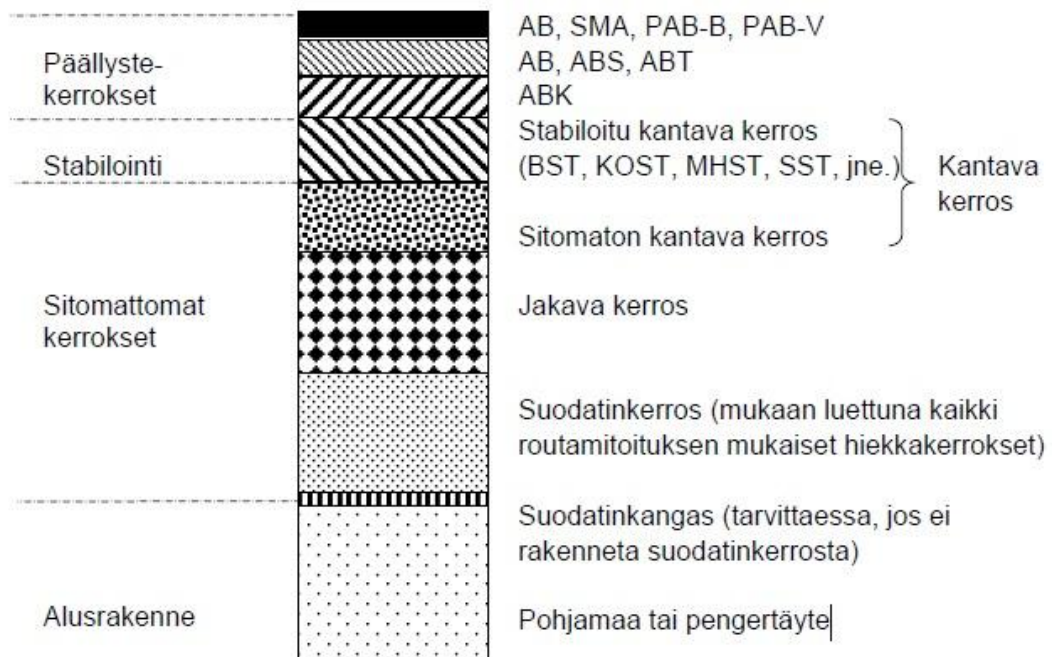 Päällyste-
kerrokset
Stabilointi
Sitomattomat
kerrokset
Alusrakenne
AB, SMA, PAB-B, PAB-V
AB, ABS, ABT
ABK
Stabiloitu kantava kerros
(BST, KOST, MHST, SST, jne.)
Sitomaton kantava kerros
Kantava
kerros
Jakava kerros
Suodatinkerros (mukaan luettuna kaikki
routamitoituksen mukaiset hiekkakerrokset)
Suodatinkangas (tarvittaessa, jos ei
rakenneta suodatinkerrosta)
Pohjamaa tai pengertäyte